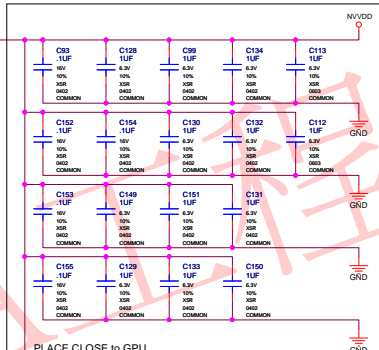 NVVDD
C93 C128 C99 C134 C113
.1UF 1UF 1UF 1UF 1UF
16V 6.3V 6.3V 6.3V 6.3V
10% 10% 10% 10% 10%
X5R X5R X5R X5R X5R
0402 0402 0402 0402 0603
COMMON COMMON COMMON COMMON COMMON
GND
C152 C154 C130 C132 C112
.1UF .1UF 1UF 1UF 1UF
16V 16V 6.3V 6.3V 6.3V
10% 10% 10% 10% 10%
X5R X5R X5R X5R X5R
0402 0402 0402 0402 0603
COMMON COMMON COMMON COMMON COMMON
GND
C153 C149 C151 C131
.1UF 1UF 1UF 1UF
16V 6.3V 6.3V 6.3V
10% 10% 10% 10%
X5R X5R X5R X5R
0402 0402 0402 0402
COMMON COMMON COMMON COMMON
GND
C155 C129 C133 C150
.1UF 1UF 1UF 1UF
16V 6.3V 6.3V 6.3V
10% 10% 10% 10%
X5R X5R X5R X5R
0402 0402 0402 0402
COMMON COMMON COMMON COMMON
GND
PLACE CLOSE to GPU
工程